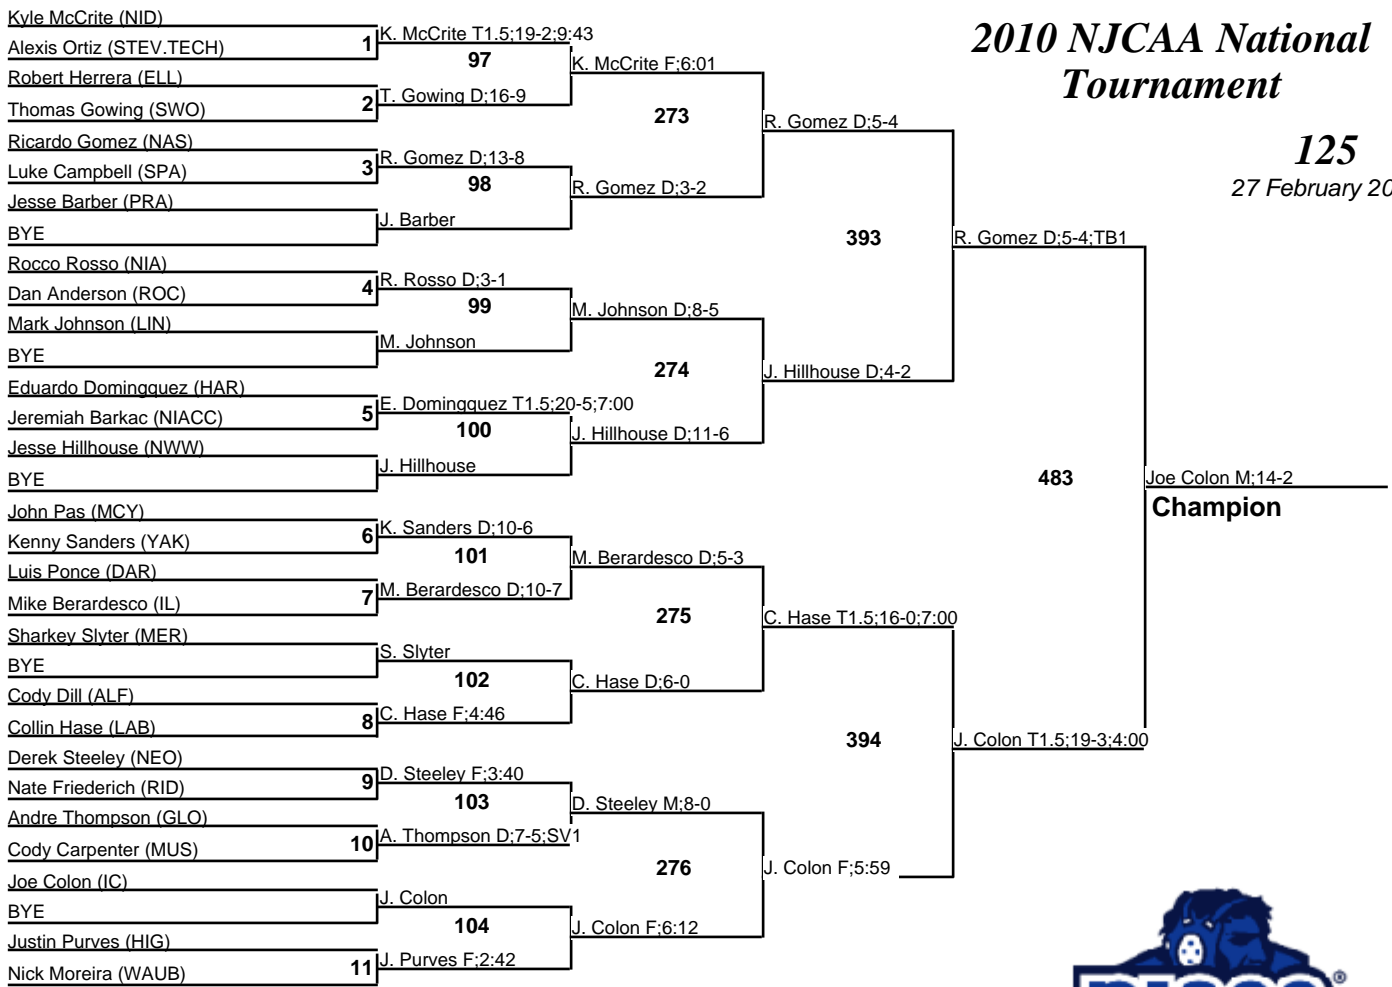 2010 NJCAA National
Tournament
125
27 February 20
Kyle McCrite (NID)
Alexis Ortiz (STEV.TECH)
Robert Herrera (ELL)
Thomas Gowing (SWO)
Ricardo Gomez (NAS)
Luke Campbell (SPA)
Jesse Barber (PRA)
BYE
Rocco Rosso (NIA)
Dan Anderson (ROC)
Mark Johnson (LIN)
BYE
Eduardo Domingquez (HAR)
Jeremiah Barkac (NIACC)
Jesse Hillhouse (NWW)
BYE
John Pas (MCY)
Kenny Sanders (YAK)
Luis Ponce (DAR)
Mike Berardesco (IL)
Sharkey Slyter (MER)
BYE
Cody Dill (ALF)
Collin Hase (LAB)
Derek Steeley (NEO)
Nate Friederich (RID)
Andre Thompson (GLO)
Cody Carpenter (MUS)
Joe Colon (IC)
BYE
Justin Purves (HIG)
Nick Moreira (WAUB)
1 K. McCrite T1.5;19-2;9:43
97
2 T. Gowing D;16-9
3 R. Gomez D;13-8
98
J. Barber
4 R. Rosso D;3-1
99
M. Johnson
5 E. Domingquez T1.5;20-5;7:00
100
J. Hillhouse
6 K. Sanders D;10-6
101
7 M. Berardesco D;10-7
S. Slyter
102
8 C. Hase F;4:46
9 D. Steeley F;3:40
103
10 A. Thompson D;7-5;SV1
J. Colon
104
11 J. Purves F;2:42
K. McCrite F;6:01
273
R. Gomez D;3-2
M. Johnson D;8-5
274
J. Hillhouse D;11-6
M. Berardesco D;5-3
275
C. Hase D;6-0
D. Steeley M;8-0
276
J. Colon F;6:12
R. Gomez D;5-4
393
J. Hillhouse D;4-2
C. Hase T1.5;16-0;7:00
394
J. Colon F;5:59
R. Gomez D;5-4;TB1
483
J. Colon T1.5;19-3;4:00
Joe Colon M;14-2
Champion